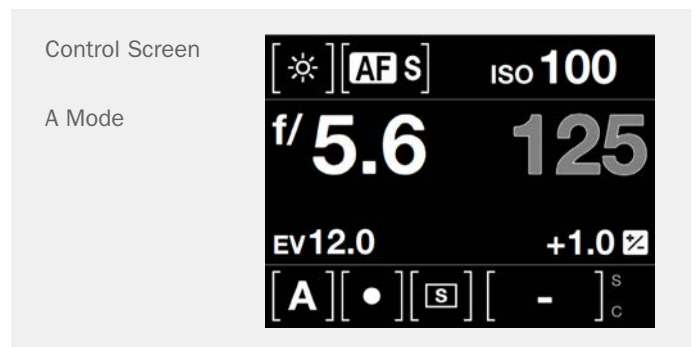 Control Screen
A Mode
[ ][AF S] ISO 100
f/5.6 125
EV12.0 +1.0
[A][●][S][ - ] S C